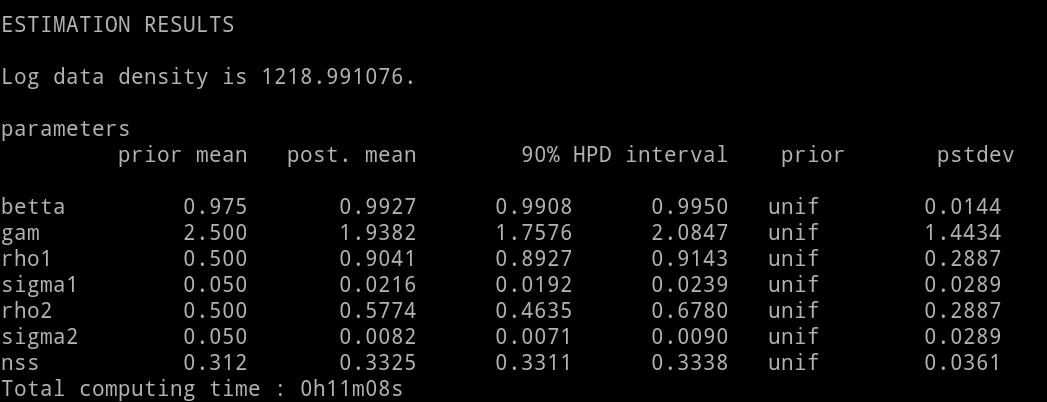 ESTIMATION RESULTS
Log data density is 1218.991076.
parameters
prior mean post. mean 90% HPD interval prior pstdev
betta 0.975 0.9927 0.9908 0.9950 unif 0.0144
gam 2.500 1.9382 1.7576 2.0847 unif 1.4434
rho1 0.500 0.9041 0.8927 0.9143 unif 0.2887
sigma1 0.050 0.0216 0.0192 0.0239 unif 0.0289
rho2 0.500 0.5774 0.4635 0.6780 unif 0.2887
sigma2 0.050 0.0082 0.0071 0.0090 unif 0.0289
nss 0.312 0.3325 0.3311 0.3338 unif 0.0361
Total computing time : 0h11m08s